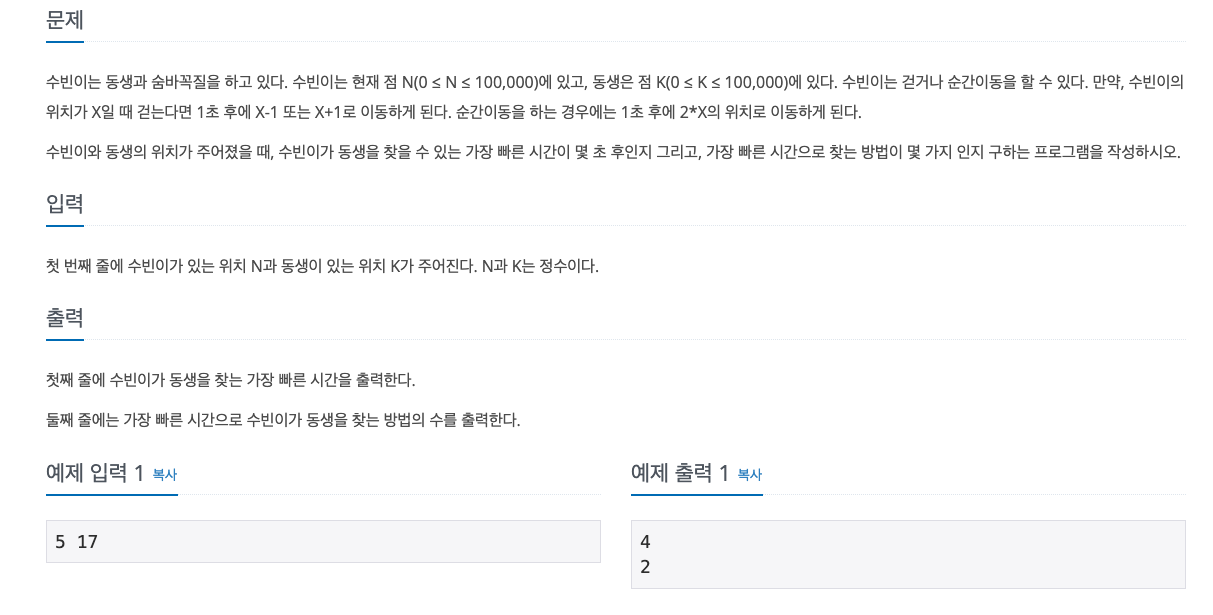 문제
수빈이는 동생과 숨바꼭질을 하고 있다. 수빈이는 현재 점 N(0 ≤ N ≤ 100,000)에 있고, 동생은 점 K(0 ≤ K ≤ 100,000)에 있다. 수빈이는 걷거나 순간이동을 할 수 있다. 만약, 수빈이의
위치가 X일 때 걷는다면 1초 후에 X-1 또는 X+1로 이동하게 된다. 순간이동을 하는 경우에는 1초 후에 2*X의 위치로 이동하게 된다.
수빈이와 동생의 위치가 주어졌을 때, 수빈이가 동생을 찾을 수 있는 가장 빠른 시간이 몇 초 후인지 그리고, 가장 빠른 시간으로 찾는 방법이 몇 가지 인지 구하는 프로그램을 작성하시오.
입력
첫 번째 줄에 수빈이가 있는 위치 N과 동생이 있는 위치 K가 주어진다. N과 K는 정수이다.
출력
첫째 줄에 수빈이가 동생을 찾는 가장 빠른 시간을 출력한다.
둘째 줄에는 가장 빠른 시간으로 수빈이가 동생을 찾는 방법의 수를 출력한다.
예제 입력 1 복사
5 17
예제 출력 1 복사
4
2